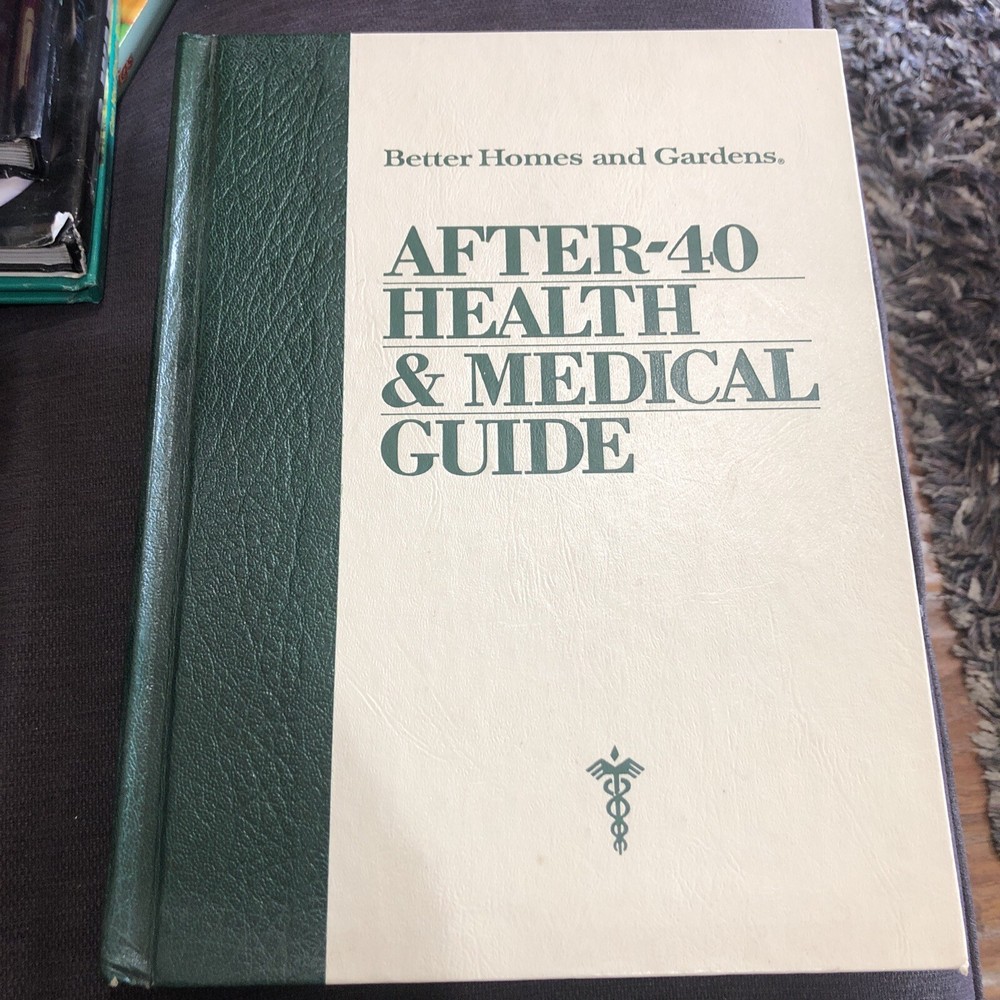 Better Homes and Gardens®
AFTER-40
HEALTH
& MEDICAL
GUIDE